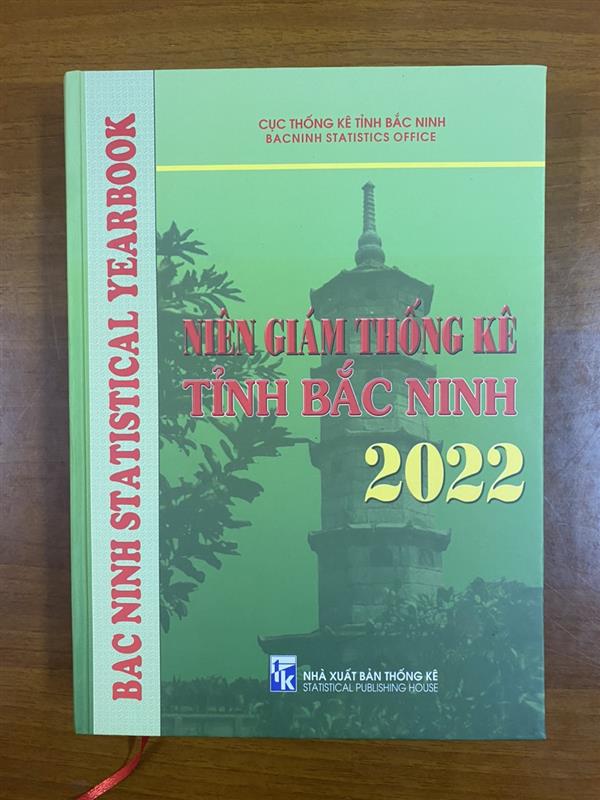 CỤC THỐNG KÊ TỈNH BẮC NINH
BACNINH STATISTICS OFFICE
BAC NINH STATISTICAL YEARBOOK
NIÊN GIÁM THỐNG KÊ
TỈNH BẮC NINH
2022
tk
NHÀ XUẤT BẢN THỐNG KÊ
STATISTICAL PUBLISHING HOUSE